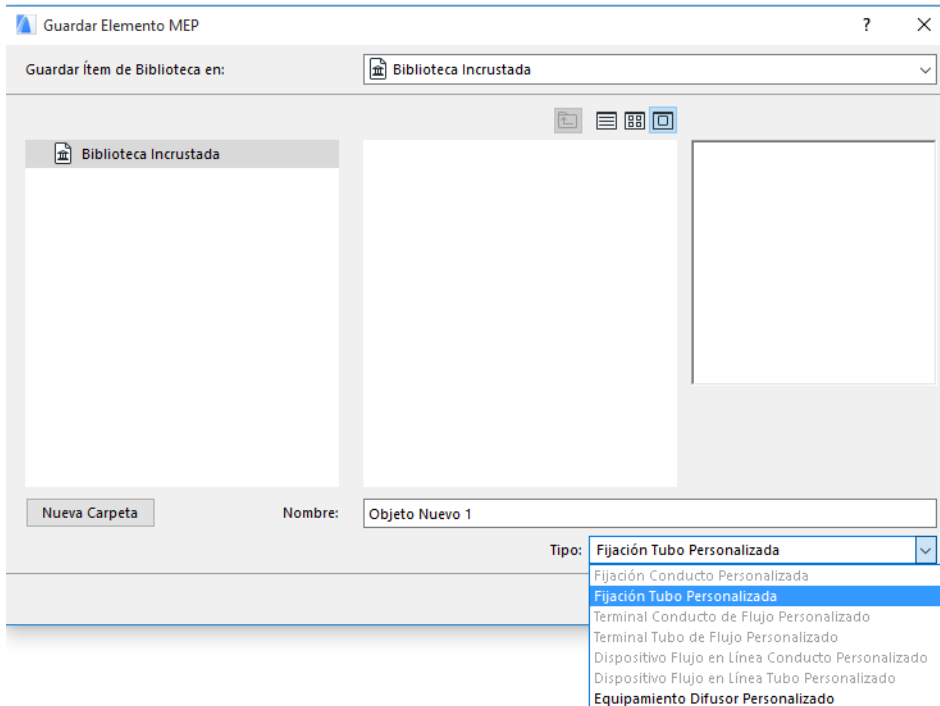 Guardar Elemento MEP
Guardar Ítem de Biblioteca en:
Biblioteca Incrustada
Biblioteca Incrustada
Nueva Carpeta
Nombre:
Objeto Nuevo 1
Tipo:
Fijación Tubo Personalizada
Fijación Conducto Personalizada
Fijación Tubo Personalizada
Terminal Conducto de Flujo Personalizado
Terminal Tubo de Flujo Personalizado
Dispositivo Flujo en Línea Conducto Personalizado
Dispositivo Flujo en Línea Tubo Personalizado
Equipamiento Difusor Personalizado